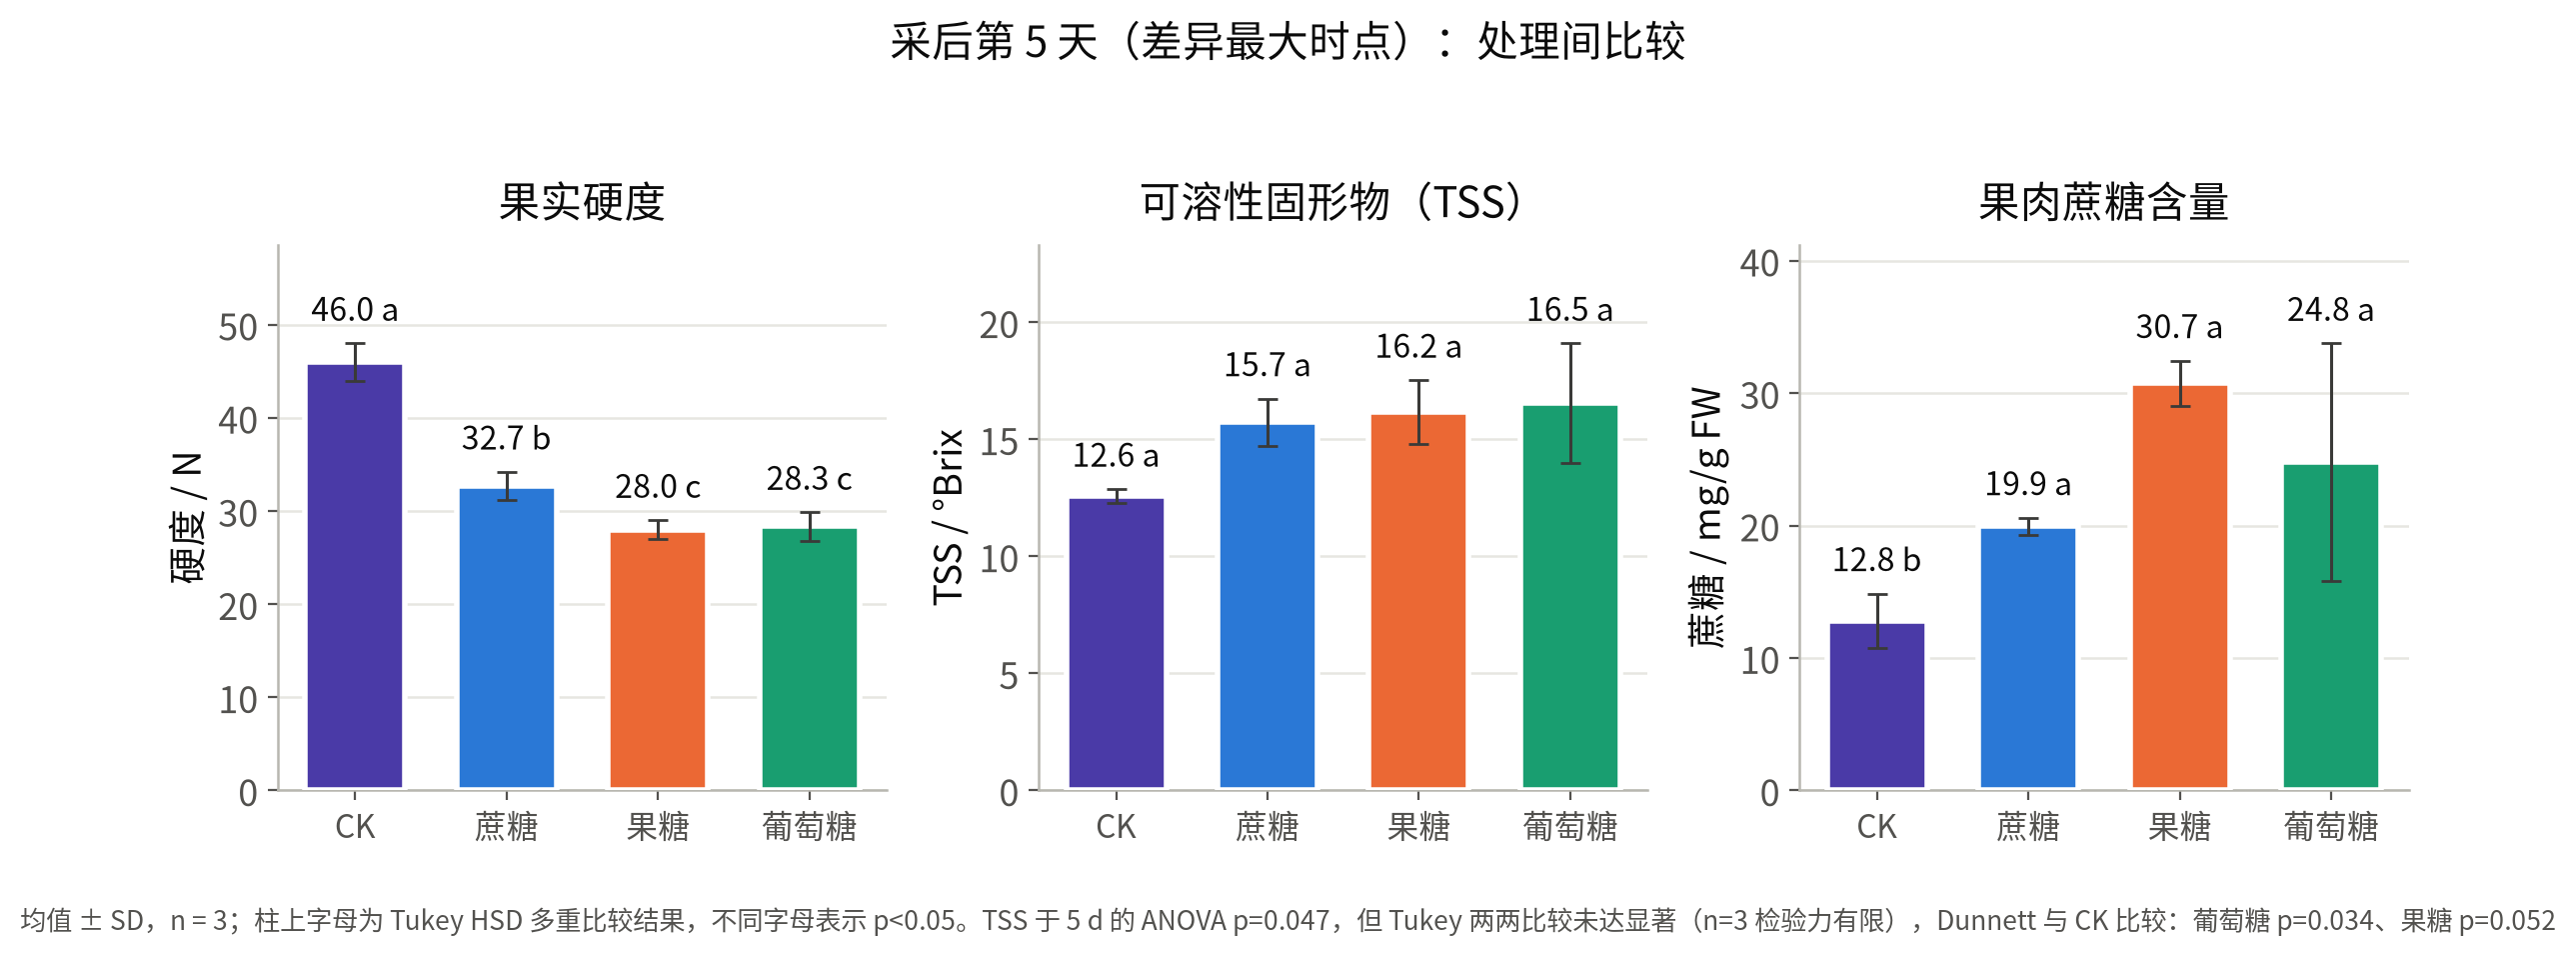 采后第 5 天（差异最大时点）：处理间比较
果实硬度
硬度 / N
50
40
30
20
10
0
46.0 a
32.7 b
28.0 c
28.3 c
CK
蔗糖
果糖
葡萄糖
可溶性固形物（TSS）
TSS / °Brix
20
15
10
5
0
12.6 a
15.7 a
16.2 a
16.5 a
CK
蔗糖
果糖
葡萄糖
果肉蔗糖含量
蔗糖 / mg/g FW
40
30
20
10
0
12.8 b
19.9 a
30.7 a
24.8 a
CK
蔗糖
果糖
葡萄糖
均值 ± SD，n = 3；柱上字母为 Tukey HSD 多重比较结果，不同字母表示 p<0.05。TSS 于 5 d 的 ANOVA p=0.047，但 Tukey 两两比较未达显著（n=3 检验力有限），Dunnett 与 CK 比较：葡萄糖 p=0.034、果糖 p=0.052